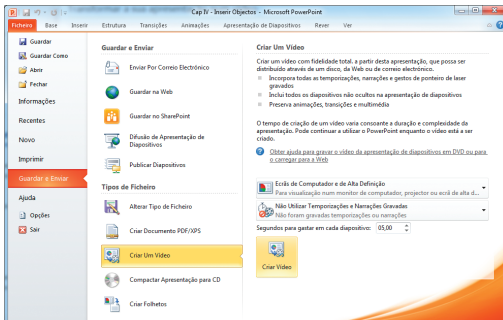 Cap IV - Inserir Objectos - Microsoft PowerPoint
Ficheiro Base Inserir Estrutura Transições Animações Apresentação de Diapositivos Rever Ver
Guardar
Guardar Como
Abrir
Fechar
Informações
Recentes
Novo
Imprimir
Guardar e Enviar
Ajuda
Opções
Sair
Guardar e Enviar
Enviar Por Correio Electrónico
Guardar na Web
Guardar no SharePoint
Difusão de Apresentação de
Diapositivos
Publicar Diapositivos
Tipos de Ficheiro
Alterar Tipo de Ficheiro
Criar Documento PDF/XPS
Criar Um Vídeo
Compactar Apresentação para CD
Criar Folhetos
Criar Um Vídeo
Criar um vídeo com fidelidade total, a partir desta apresentação, que possa ser
distribuído através de um disco, da Web ou de correio electrónico.
Incorpora todas as temporizações, narrações e gestos de ponteiro de laser
gravados
Inclui todos os diapositivos não ocultos na apresentação de diapositivos
Preserva animações, transições e multimédia
O tempo de criação de um vídeo varia consoante a duração e complexidade da
apresentação. Pode continuar a utilizar o PowerPoint enquanto o vídeo está a ser
criado.
Obter ajuda para gravar o vídeo da apresentação de diapositivos em DVD ou para
o carregar para a Web
Ecrãs de Computador e de Alta Definição
Para visualização num monitor de computador, projector ou ecrã de alta d...
Não Utilizar Temporizações e Narrações Gravadas
Não foram gravadas temporizações ou narrações
Segundos para gastar em cada diapositivo: 05,00
Criar Vídeo